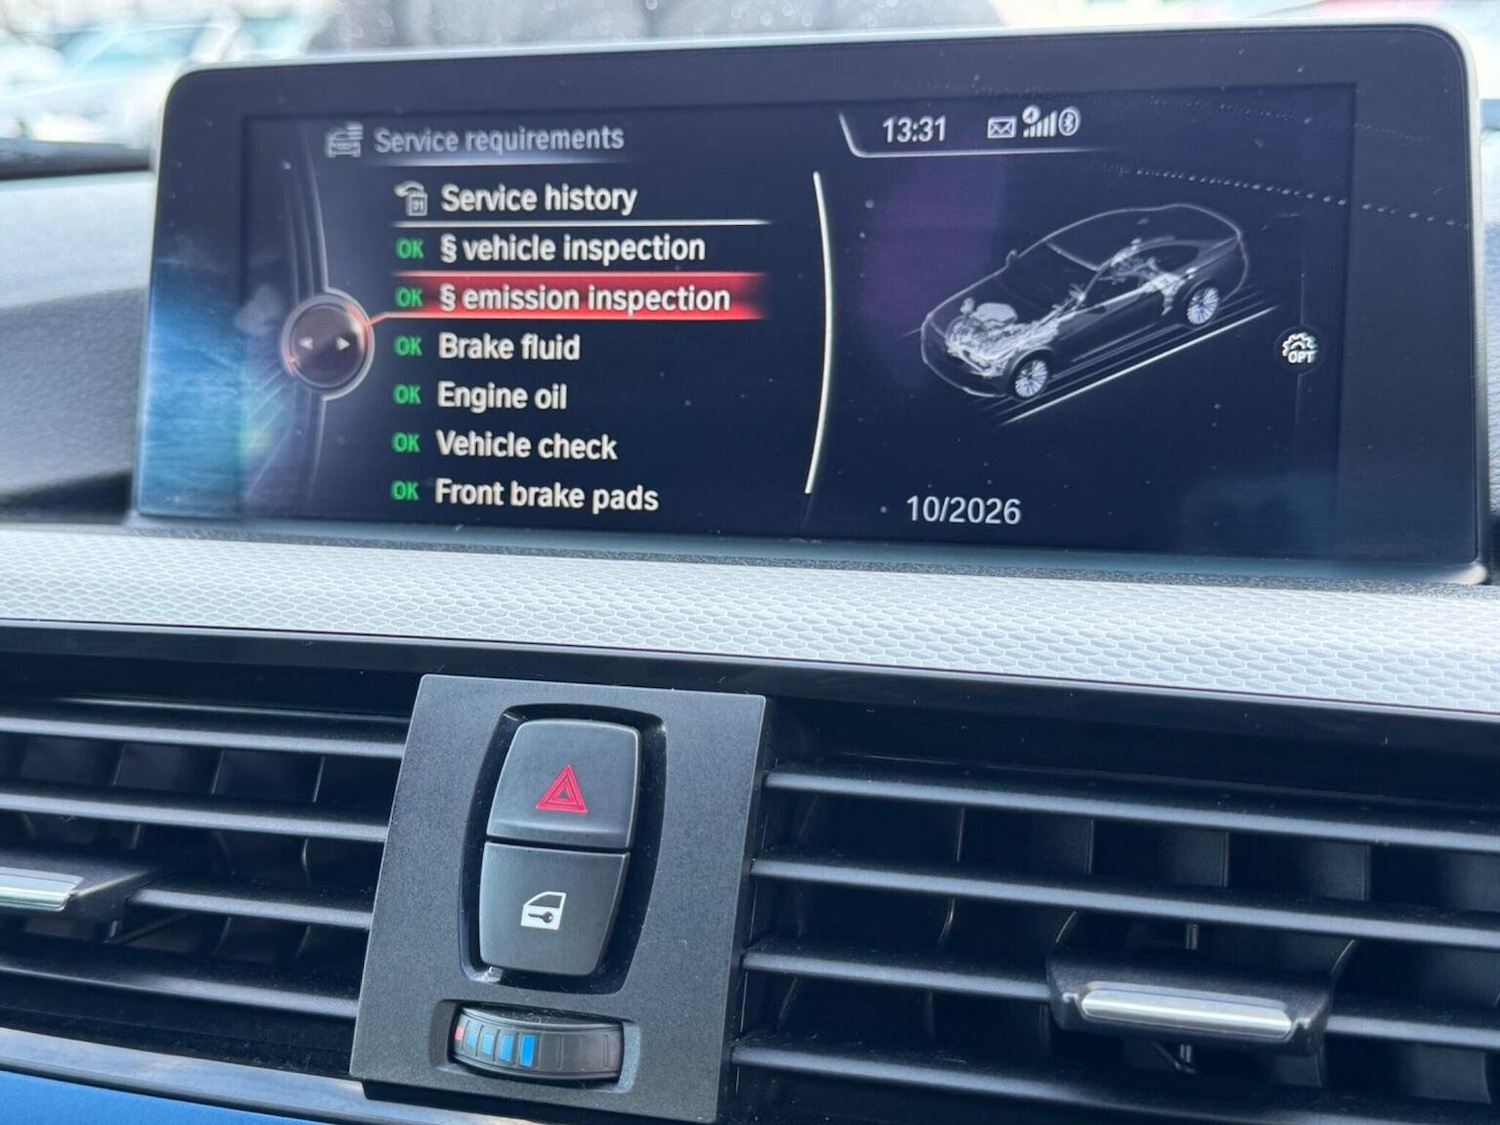 Service requirements
13:31
Service history
OK § vehicle inspection
OK § emission inspection
OK Brake fluid
OK Engine oil
OK Vehicle check
OK Front brake pads
OPT
10/2026